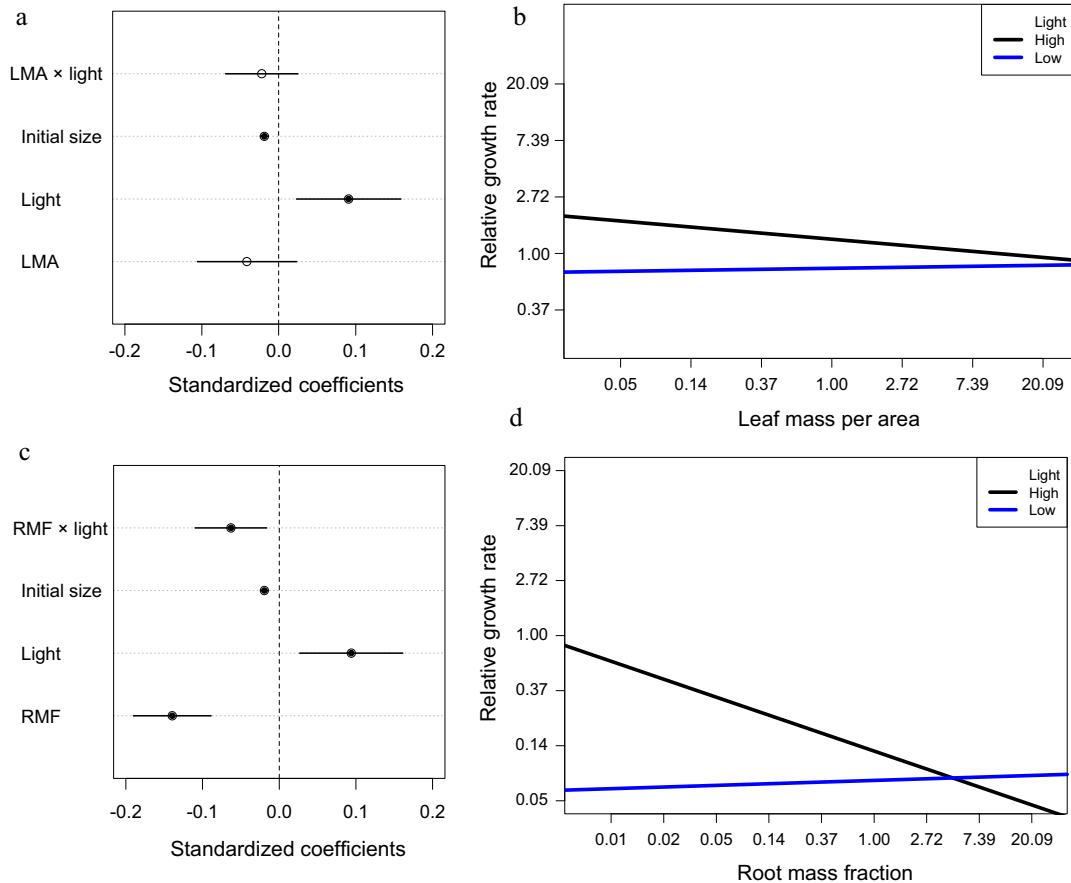 a
LMA × light
Initial size
Light
LMA
-0.2 -0.1 0.0 0.1 0.2
Standardized coefficients
b
Light
High
Low
20.09
7.39
2.72
1.00
0.37
Relative growth rate
0.05 0.14 0.37 1.00 2.72 7.39 20.09
Leaf mass per area
c
RMF × light
Initial size
Light
RMF
-0.2 -0.1 0.0 0.1 0.2
Standardized coefficients
d
Light
High
Low
20.09
7.39
2.72
1.00
0.37
0.14
0.05
Relative growth rate
0.01 0.02 0.05 0.14 0.37 1.00 2.72 7.39 20.09
Root mass fraction